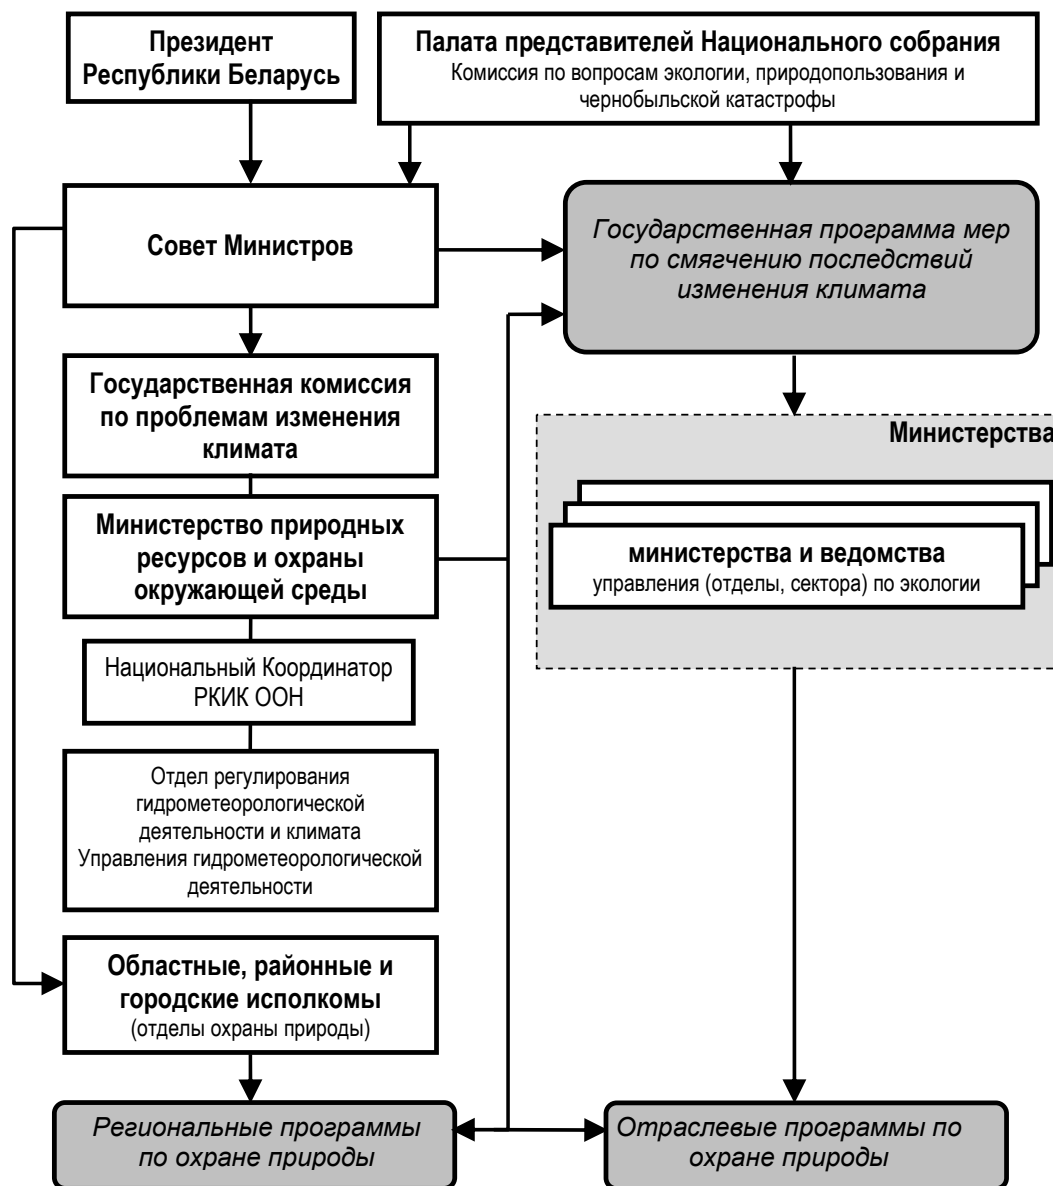 Президент
Республики Беларусь
Палата представителей Национального собрания
Комиссия по вопросам экологии, природопользования и
чернобыльской катастрофы
Совет Министров
Государственная программа мер
по смягчению последствий
изменения климата
Государственная комиссия
по проблемам изменения
климата
Министерства
Министерство природных
ресурсов и охраны
окружающей среды
министерства и ведомства
управления (отделы, сектора) по экологии
Национальный Координатор
РКИК ООН
Отдел регулирования
гидрометеорологической
деятельности и климата
Управления гидрометеорологической
деятельности
Областные, районные и
городские исполкомы
(отделы охраны природы)
Региональные программы
по охране природы
Отраслевые программы по
охране природы